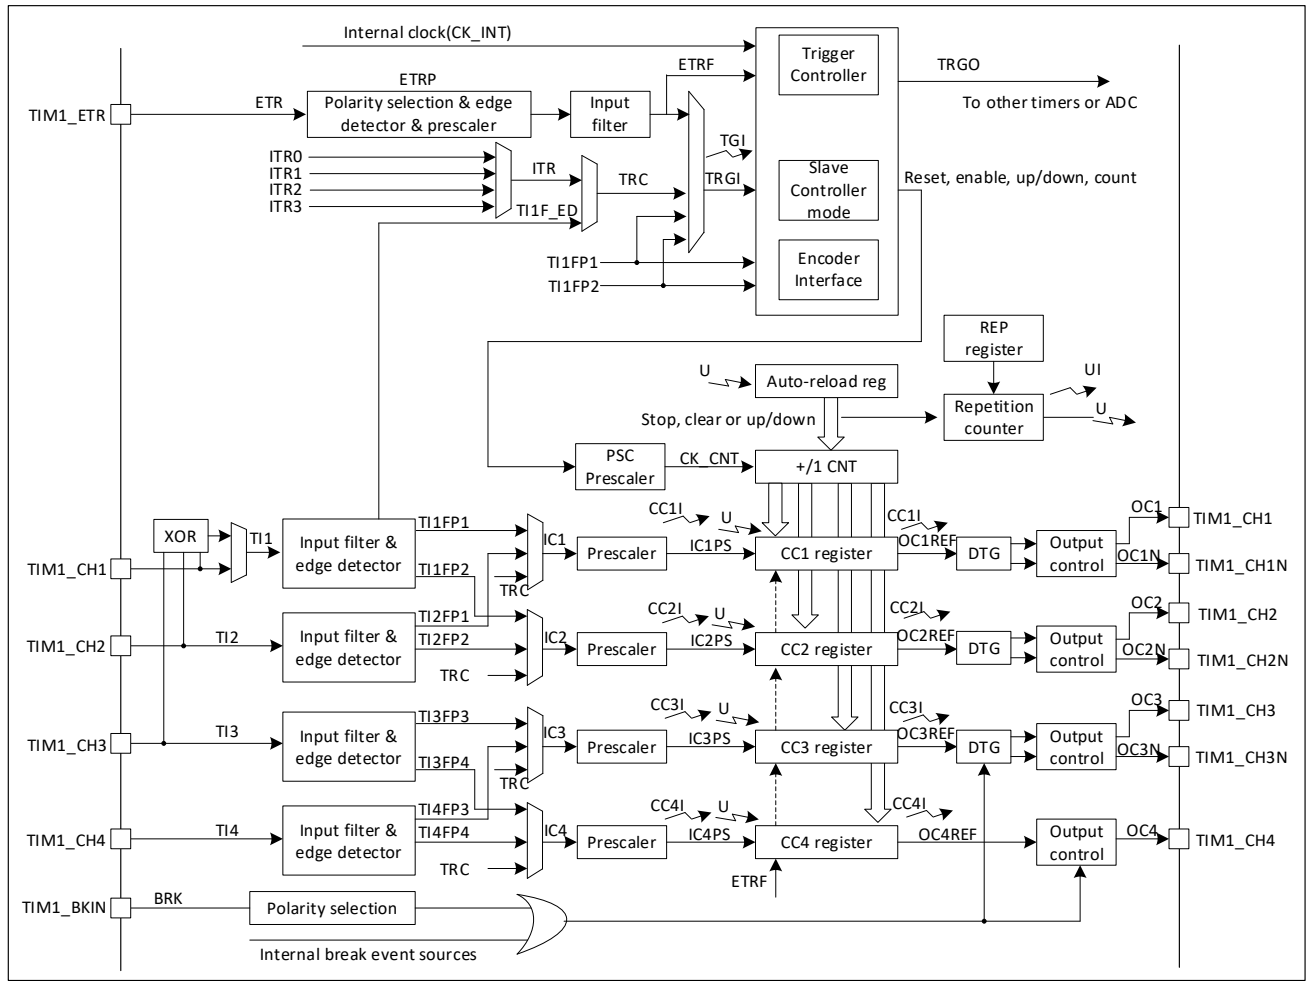 Internal clock(CK_INT)
Trigger
Controller
ETRF
TRGO
To other timers or ADC
ETRP
ETR
TIM1_ETR
Polarity selection & edge
detector & prescaler
Input
filter
TGI
ITR0
ITR1
ITR2
ITR3
ITR
TI1F_ED
TRC
TRGI
Slave
Controller
mode
Reset, enable, up/down, count
TI1FP1
TI1FP2
Encoder
Interface
REP
register
U
Auto-reload reg
UI
Stop, clear or up/down
Repetition
counter
U
PSC
Prescaler
CK_CNT
+/1 CNT
XOR
TI1
Input filter &
edge detector
TI1FP1
TI1FP2
IC1
TRC
Prescaler
CC1I
U
IC1PS
CC1 register
CC1I
OC1REF
DTG
Output
control
OC1
OC1N
TIM1_CH1
TIM1_CH1N
TIM1_CH1
TIM1_CH2
TI2
Input filter &
edge detector
TI2FP1
TI2FP2
TRC
IC2
Prescaler
CC2I
U
IC2PS
CC2 register
CC2I
OC2REF
DTG
Output
control
OC2
OC2N
TIM1_CH2
TIM1_CH2N
TIM1_CH3
TI3
Input filter &
edge detector
TI3FP3
TI3FP4
IC3
TRC
Prescaler
CC3I
U
IC3PS
CC3 register
CC3I
OC3REF
DTG
Output
control
OC3
OC3N
TIM1_CH3
TIM1_CH3N
TIM1_CH4
TI4
Input filter &
edge detector
TI4FP3
TI4FP4
TRC
IC4
Prescaler
CC4I
U
IC4PS
CC4 register
CC4I
OC4REF
Output
control
OC4
TIM1_CH4
ETRF
TIM1_BKIN
BRK
Polarity selection
Internal break event sources